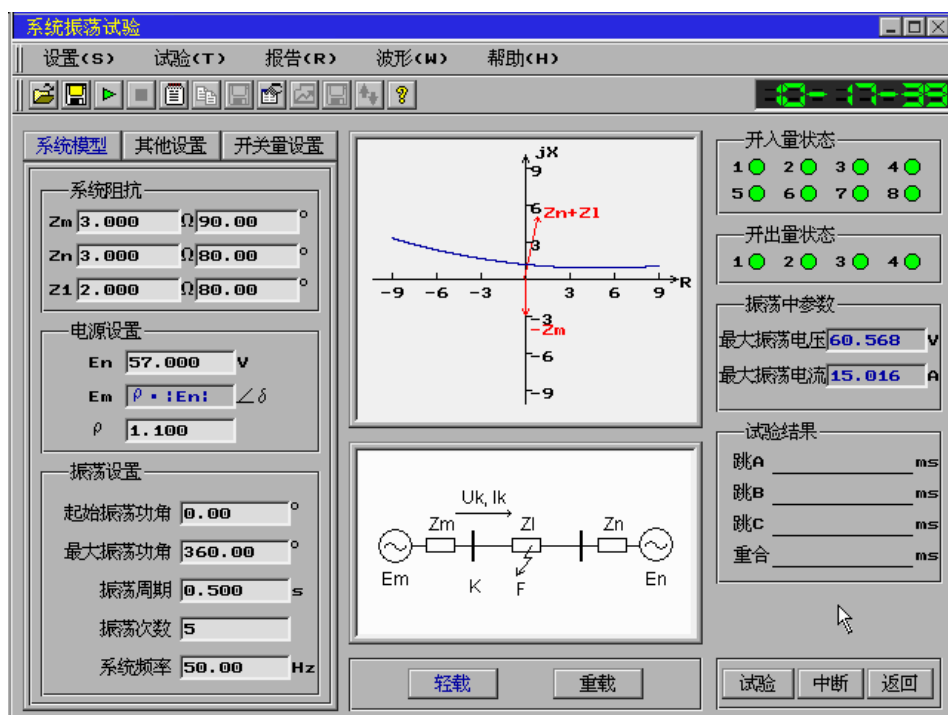 系统振荡试验
设置(S) 试验(T) 报告(R) 波形(W) 帮助(H)
10-17-33
系统模型 其他设置 开关量设置
系统阻抗
Zm 3.000 Ω 90.00 °
Zn 3.000 Ω 80.00 °
Zl 2.000 Ω 80.00 °
电源设置
En 57.000 V
Em ρ·|En| ∠δ
ρ 1.100
振荡设置
起始振荡功角 0.00 °
最大振荡功角 360.00 °
振荡周期 0.500 s
振荡次数 5
系统频率 50.00 Hz
jX
9
6
Zn+Zl
3
-9 -6 -3 3 6 9 R
-3
-Zm
-6
-9
Uk, Ik
Zm Zl Zn
Em K F En
轻载 重载
开入量状态
1 2 3 4
5 6 7 8
开出量状态
1 2 3 4
振荡中参数
最大振荡电压 60.568 V
最大振荡电流 15.016 A
试验结果
跳A ms
跳B ms
跳C ms
重合 ms
试验 中断 返回